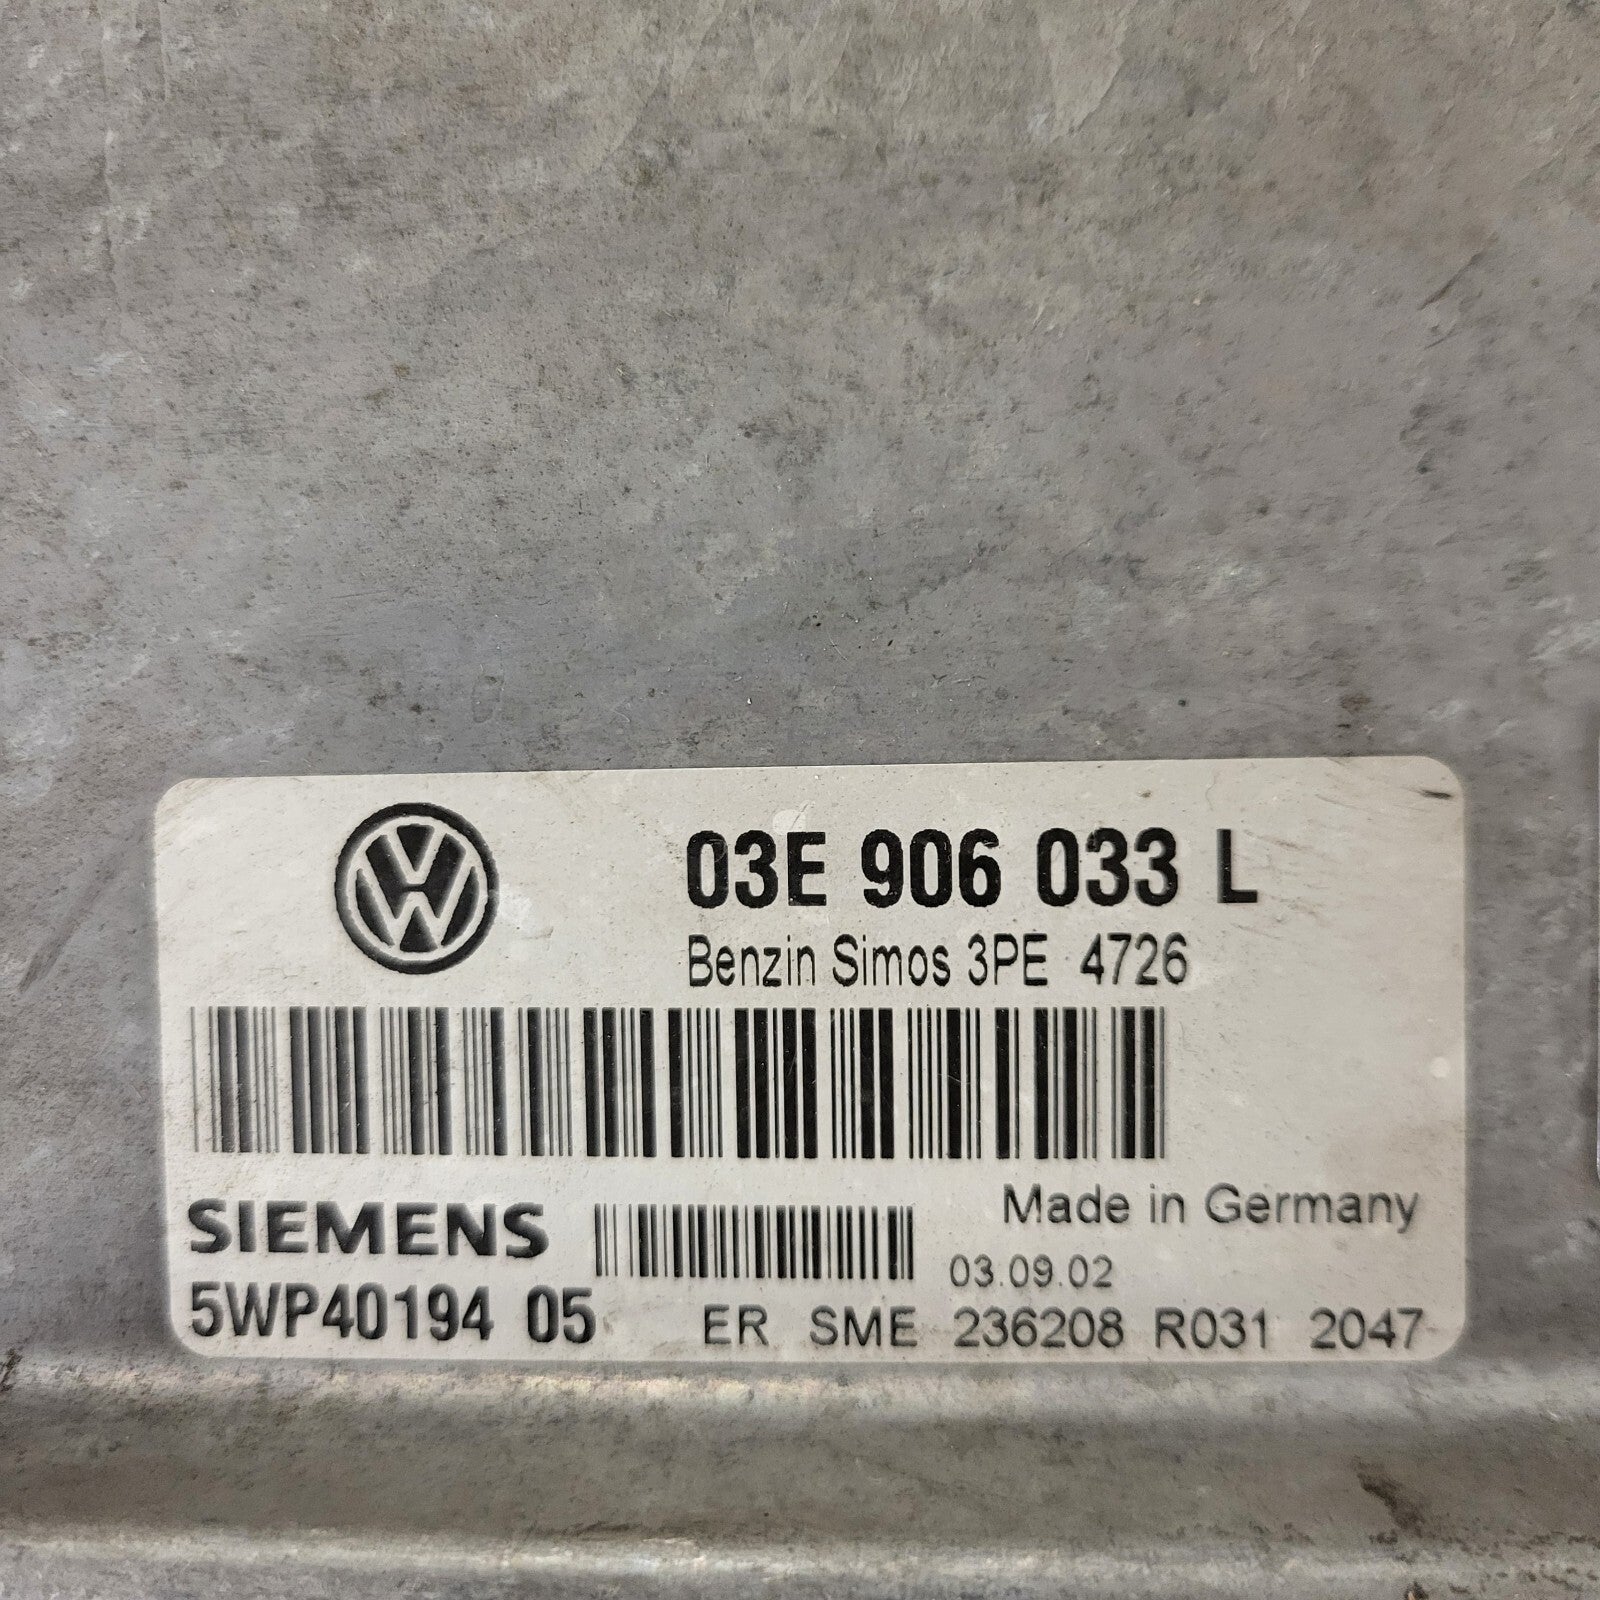 03E 906 033 L
Benzin Simos 3PE 4726
SIEMENS
Made in Germany
03.09.02
5WP40194 05
ER SME 236208 R031 2047